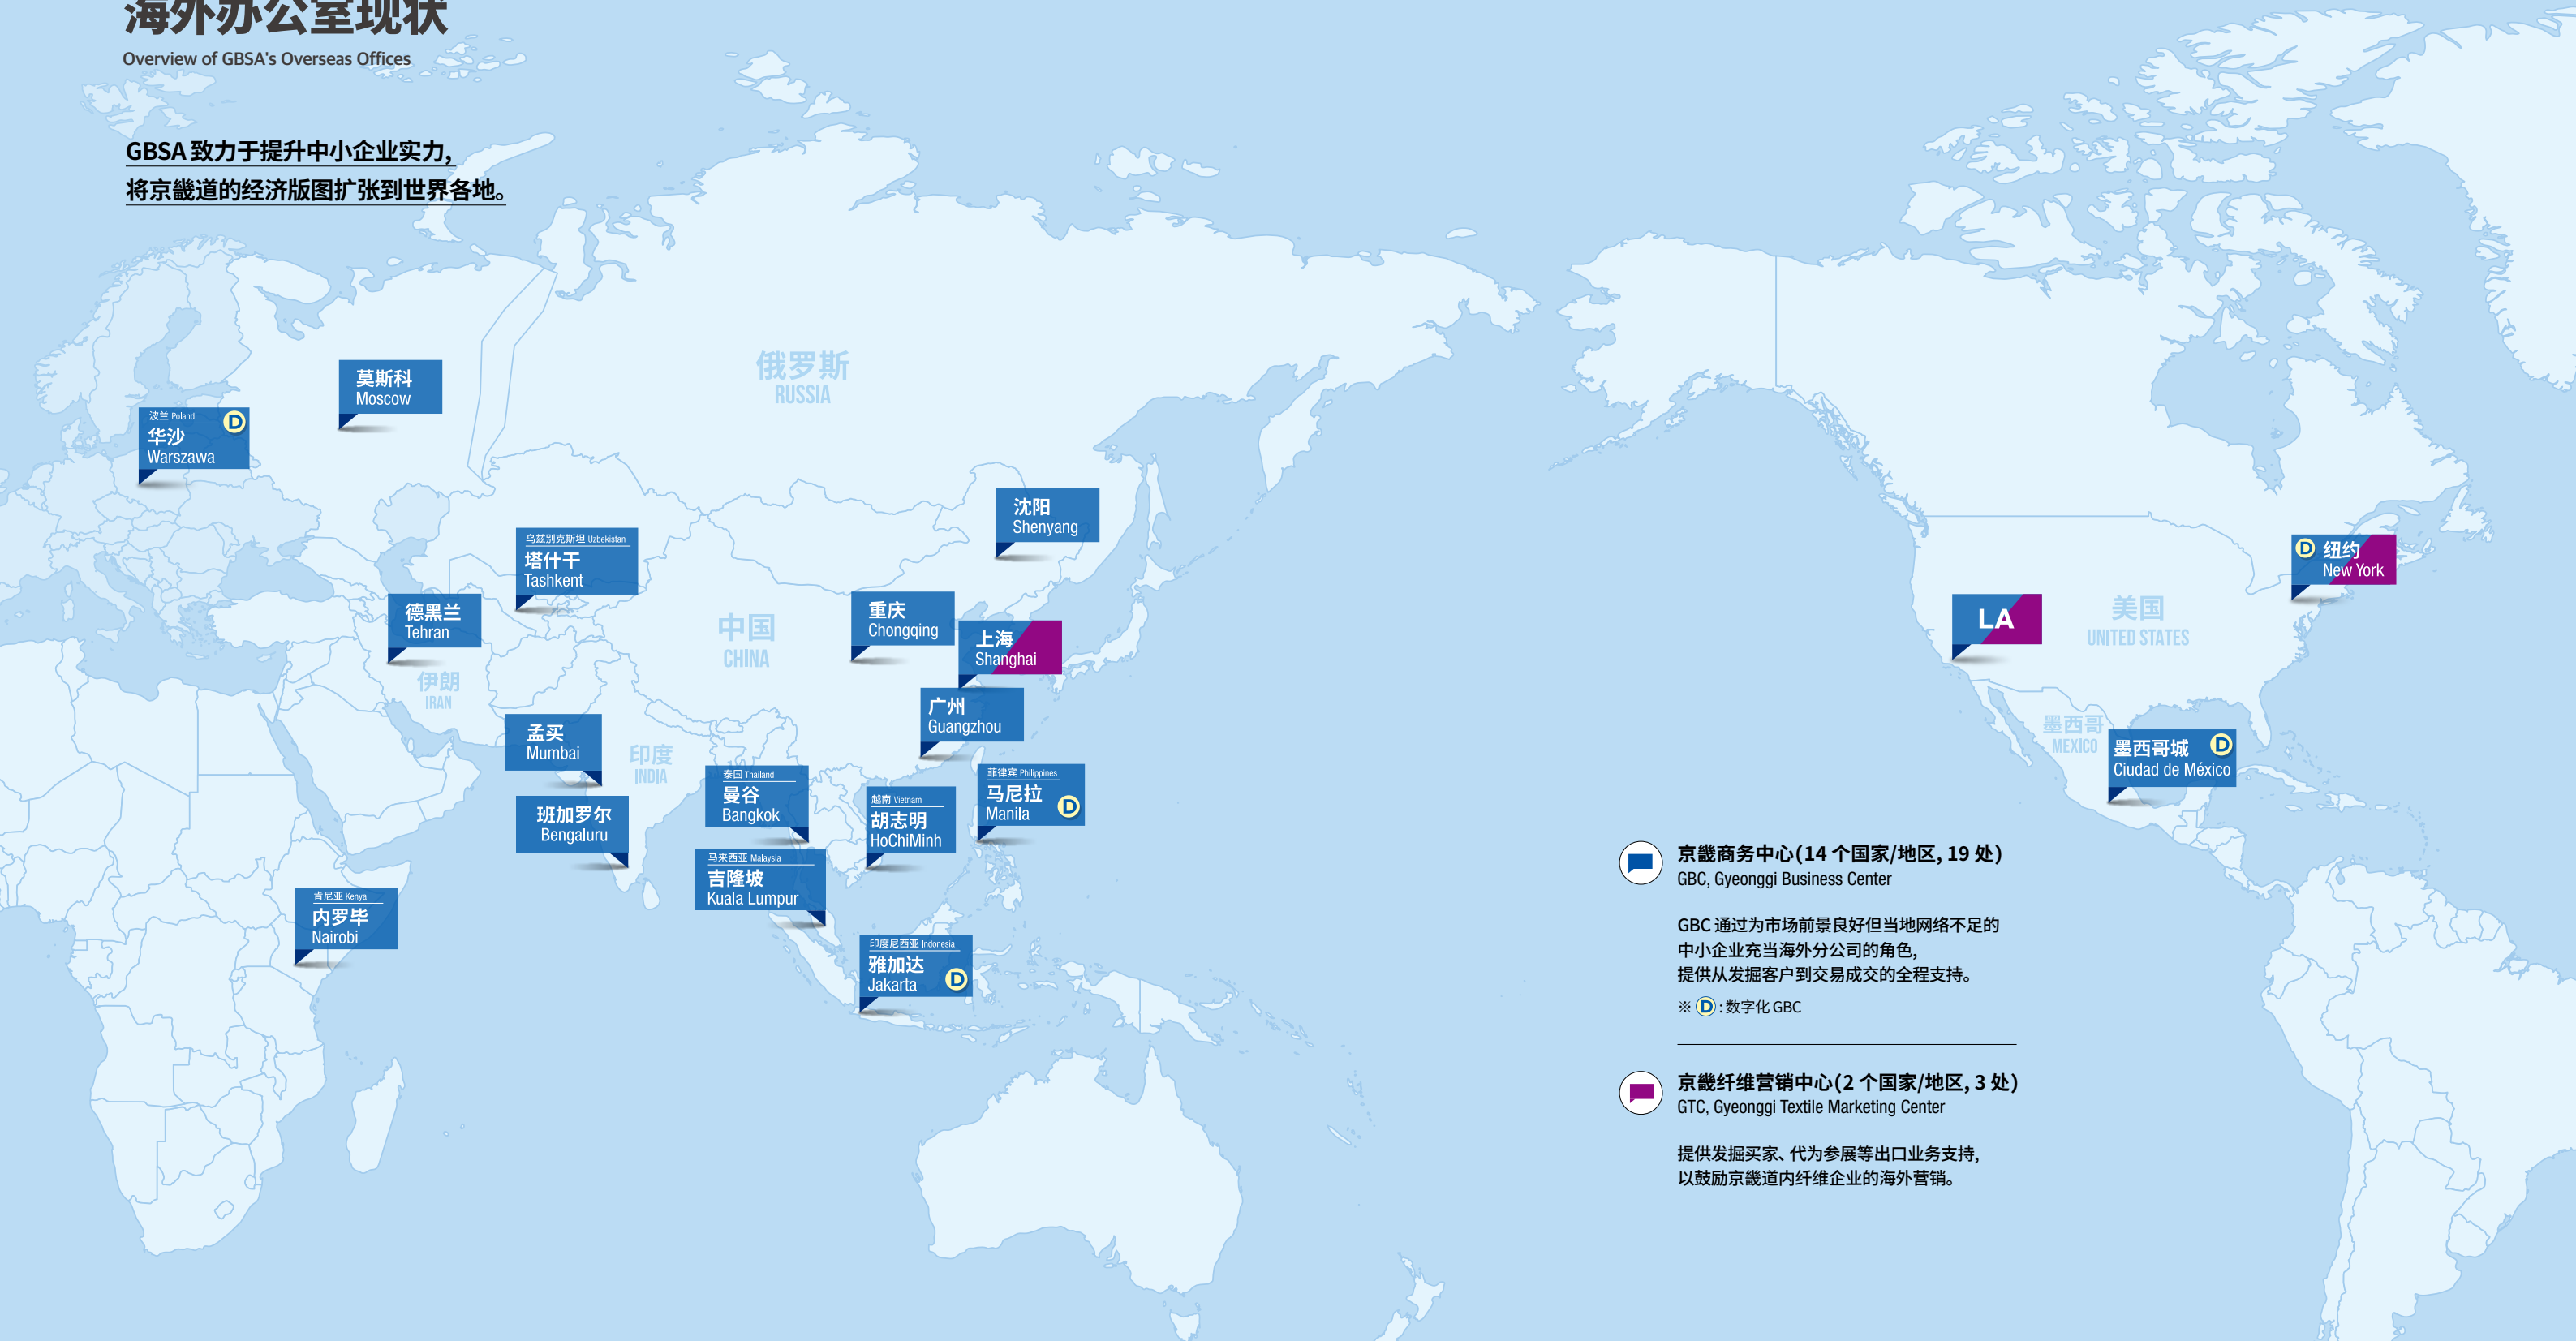 海外办公室现状
Overview of GBSA's Overseas Offices
GBSA 致力于提升中小企业实力,
将京畿道的经济版图扩张到世界各地。
俄罗斯
RUSSIA
莫斯科
Moscow
波兰 Poland
D
华沙
Warszawa
沈阳
Shenyang
乌兹别克斯坦 Uzbekistan
塔什干
Tashkent
德黑兰
Tehran
伊朗
IRAN
中国
CHINA
重庆
Chongqing
上海
Shanghai
广州
Guangzhou
孟买
Mumbai
印度
INDIA
班加罗尔
Bengaluru
泰国 Thailand
曼谷
Bangkok
越南 Vietnam
胡志明
HoChiMinh
菲律宾 Philippines
马尼拉
Manila
D
马来西亚 Malaysia
吉隆坡
Kuala Lumpur
肯尼亚 Kenya
内罗毕
Nairobi
印度尼西亚 Indonesia
雅加达
Jakarta
D
D 纽约
New York
LA
美国
UNITED STATES
墨西哥
MEXICO
墨西哥城 D
Ciudad de México
京畿商务中心(14 个国家/地区, 19 处)
GBC, Gyeonggi Business Center
GBC 通过为市场前景良好但当地网络不足的
中小企业充当海外分公司的角色,
提供从发掘客户到交易成交的全程支持。
※ D : 数字化 GBC
京畿纤维营销中心(2 个国家/地区, 3 处)
GTC, Gyeonggi Textile Marketing Center
提供发掘买家、代为参展等出口业务支持,
以鼓励京畿道内纤维企业的海外营销。